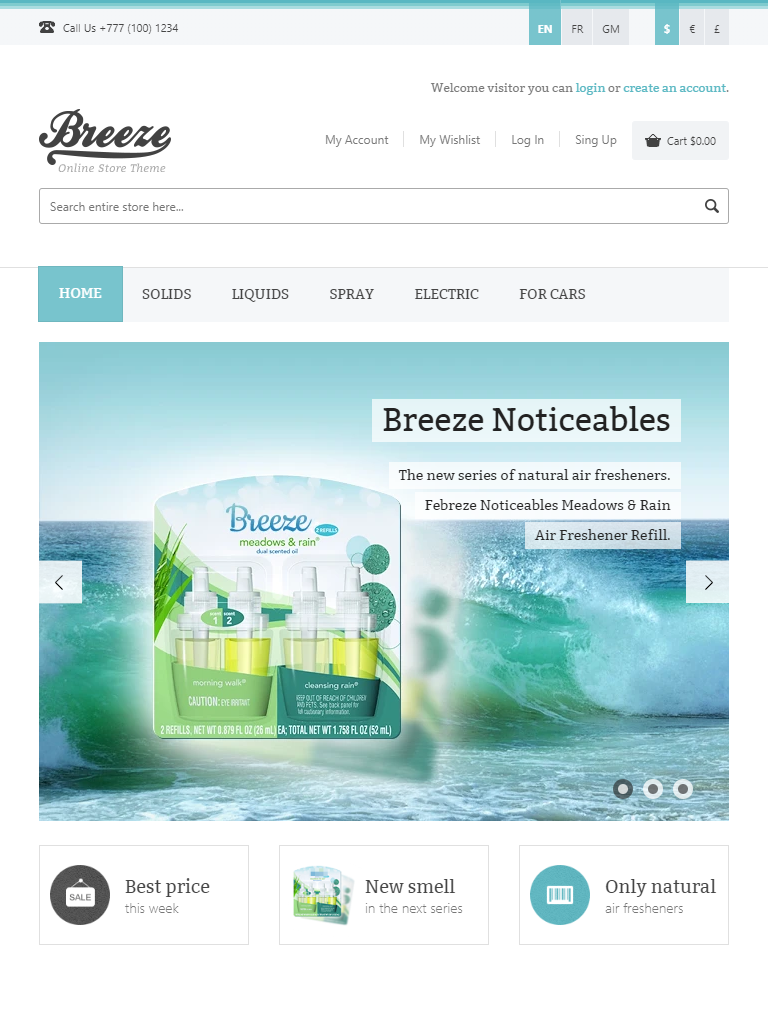 Call Us +777 (100) 1234
EN FR GM $ € £
Welcome visitor you can login or create an account.
Breeze
Online Store Theme
My Account My Wishlist Log In Sing Up Cart $0.00
Search entire store here...
HOME SOLIDS LIQUIDS SPRAY ELECTRIC FOR CARS
Breeze Noticeables
The new series of natural air fresheners.
Febreze Noticeables Meadows & Rain
Air Freshener Refill.
Breeze
2 REFILLS
meadows & rain®
dual scented oil
scent 1 scent 2
morning walk®
cleansing rain®
CAUTION: EYE IRRITANT.
KEEP OUT OF REACH OF CHILDREN
AND PETS. See back panel for
full cautionary information.
2 REFILLS, NET WT 0.879 FL OZ (26 mL) EA; TOTAL NET WT 1.758 FL OZ (52 mL)
SALE
Best price
this week
New smell
in the next series
Only natural
air fresheners